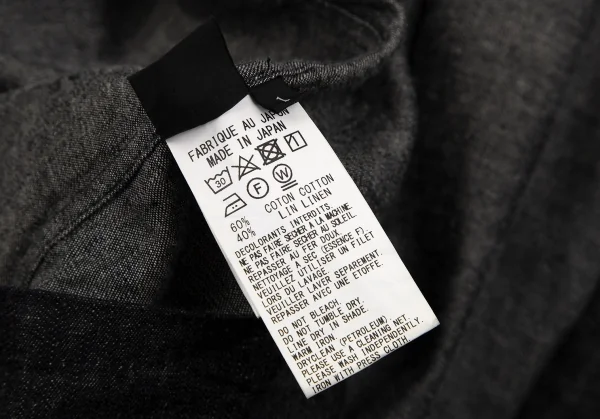 FABRIQUE AU JAPON
MADE IN JAPAN
30
F W
60% COTON COTTON
40% LIN LINEN
DECOLORANTS INTERDITS.
NE PAS FAIRE SECHER A LA MACHINE
NE PAS FAIRE SECHER AU SOLEIL.
REPASSER AU FER DOUX
NETTOYAGE A SEC (ESSENCE F)
VEUILLEZ UTILISER UN FILET
LORS DU LAVAGE.
VEUILLER LAVER SEPAREMENT.
REPASSER AVEC UNE ETOFFE.
DO NOT BLEACH.
DO NOT TUMBLE DRY.
LINE DRY IN SHADE.
WARM IRON
DRYCLEAN (PETROLEUM)
PLEASE USE A CLEANING NET.
PLEASE WASH INDEPENDENTLY.
IRON WITH PRESS CLOTH.